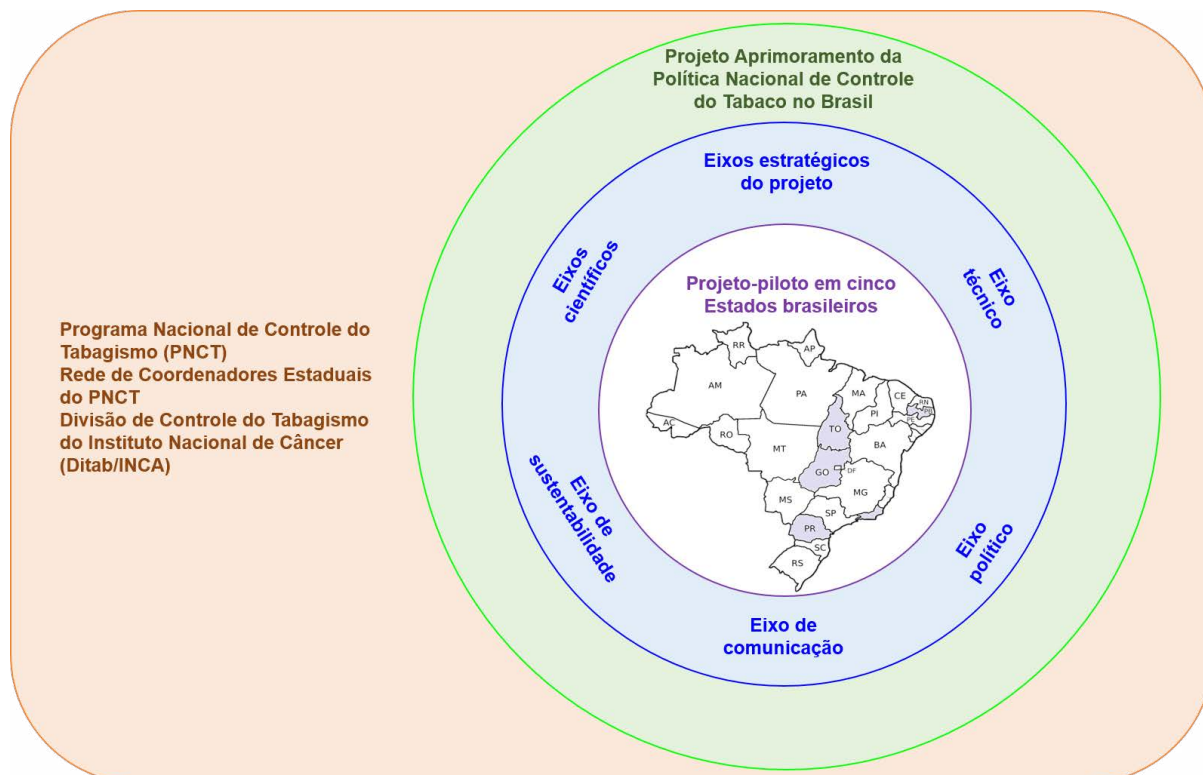 Projeto Aprimoramento da
Política Nacional de Controle
do Tabaco no Brasil
Eixos estratégicos
do projeto
Eixos
científicos
Eixo
técnico
Projeto-piloto em cinco
Estados brasileiros
Programa Nacional de Controle do
Tabagismo (PNCT)
Rede de Coordenadores Estaduais
do PNCT
Divisão de Controle do Tabagismo
do Instituto Nacional de Câncer
(Ditab/INCA)
RR
AP
AM
PA
MA
CE
RN
PB
PE
PI
AC
RO
TO
BA
MT
GO
DF
MG
MS
SP
PR
SC
RS
Eixo de
sustentabilidade
Eixo
político
Eixo de
comunicação